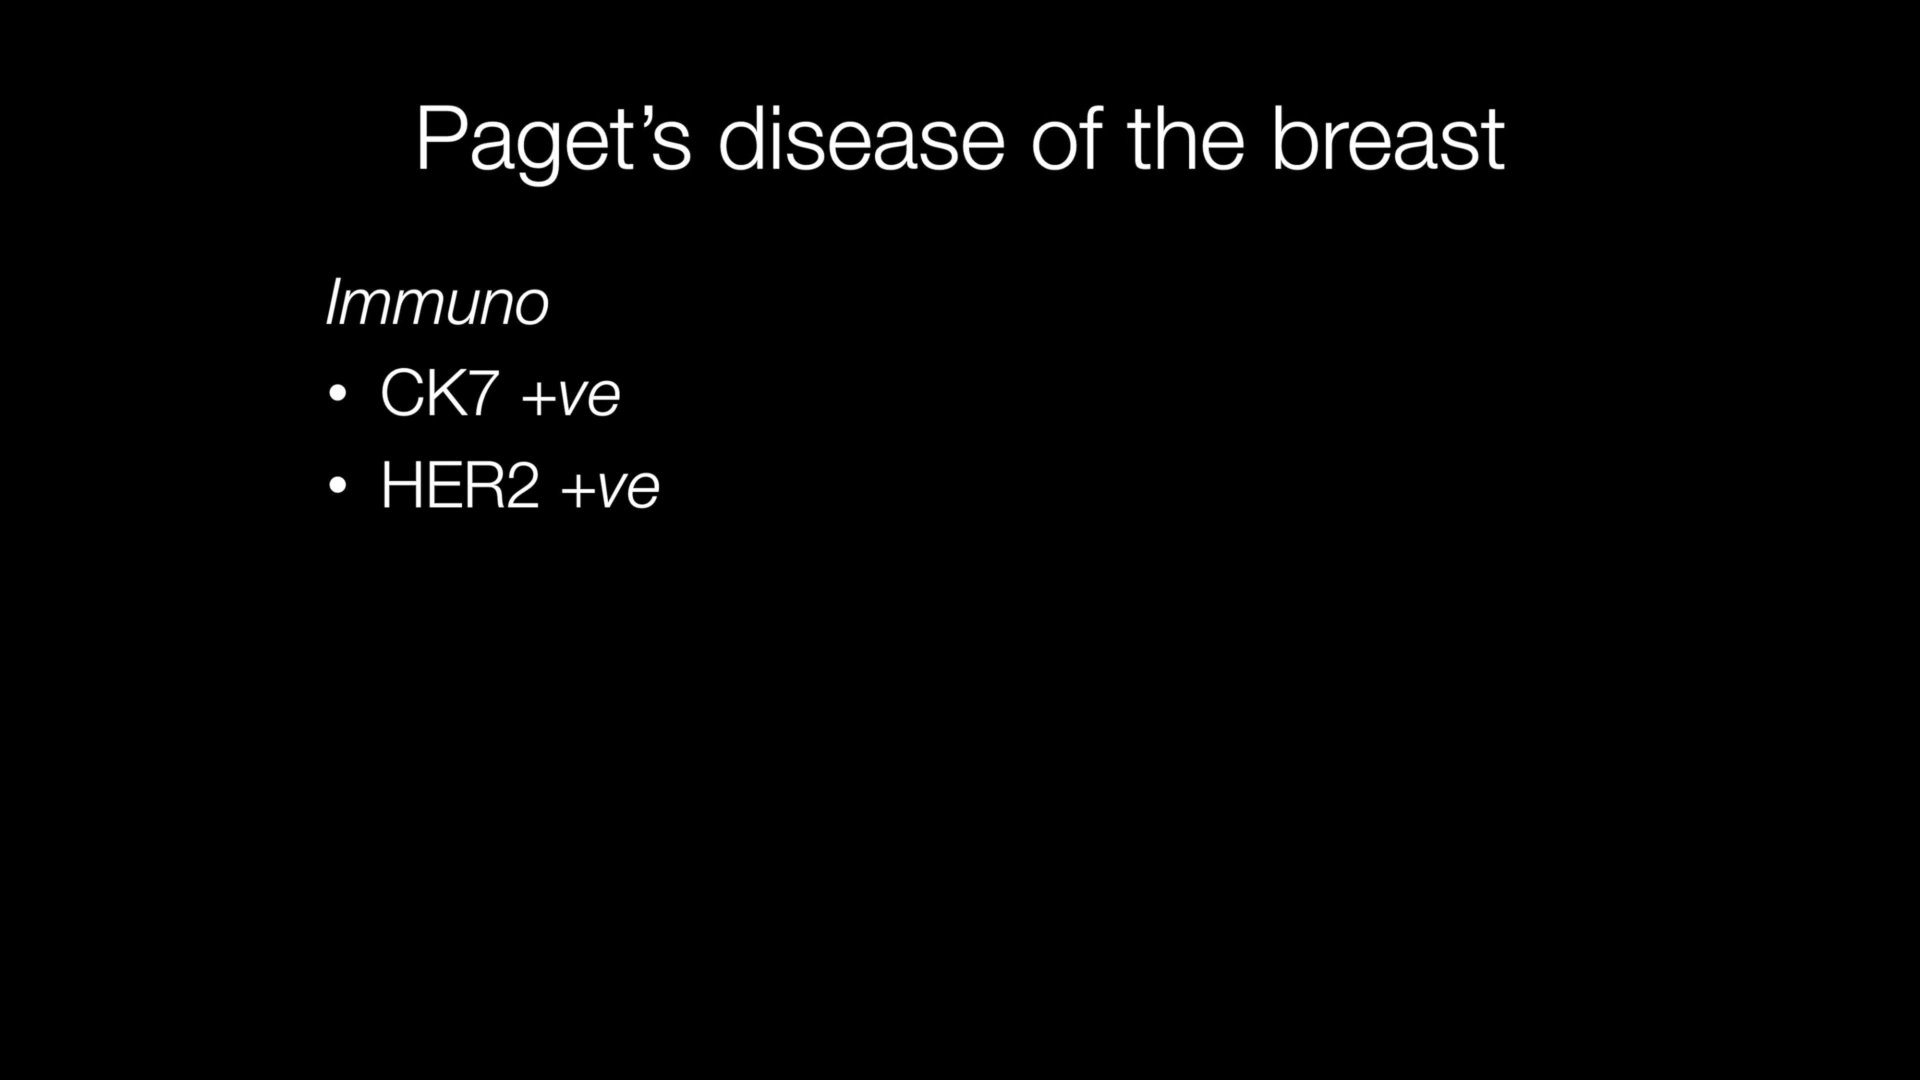 Paget’s disease of the breast
Immuno
• CK7 +ve
• HER2 +ve